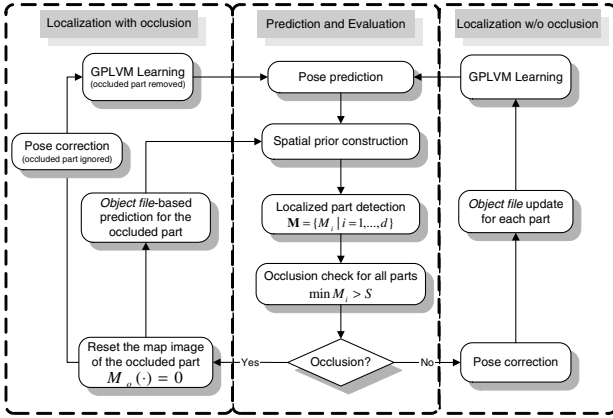 Localization with occlusion
GPLVM Learning
(occluded part removed)
Pose correction
(occluded part ignored)
Object file-based
prediction for the
occluded part
Reset the map image
of the occluded part
M_o(·) = 0
Prediction and Evaluation
Pose prediction
Spatial prior construction
Localized part detection
M = {M_i | i = 1,...,d}
Occlusion check for all parts
min M_i > S
Occlusion?
Yes
No
Localization w/o occlusion
GPLVM Learning
Object file update
for each part
Pose correction